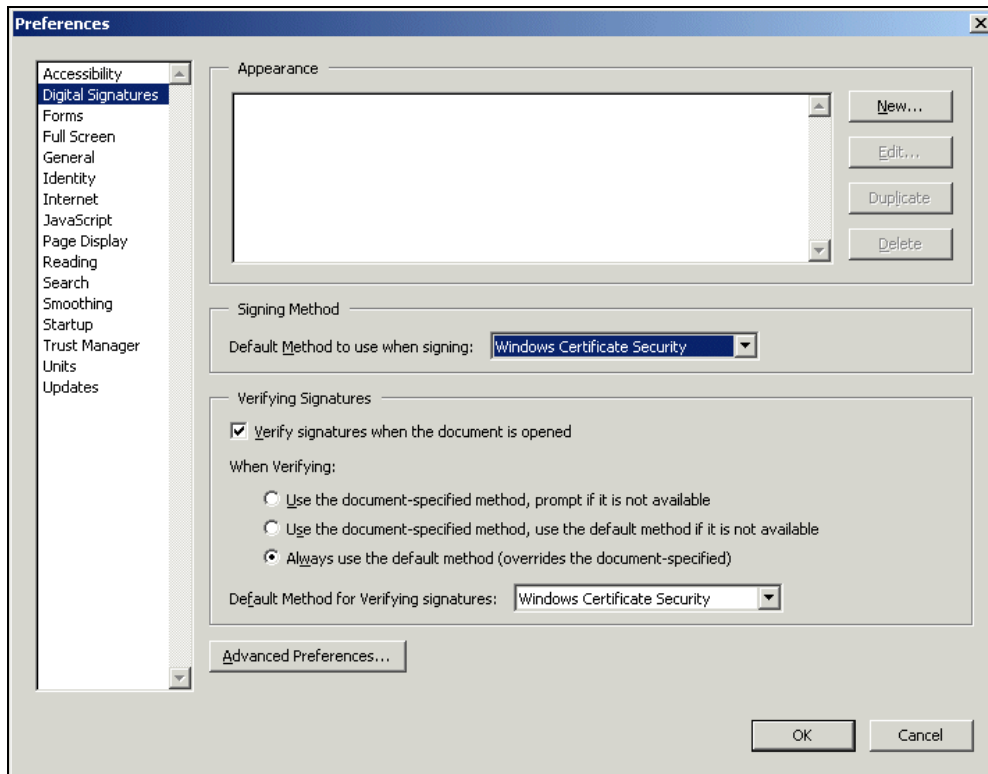 Preferences
Accessibility
Digital Signatures
Forms
Full Screen
General
Identity
Internet
JavaScript
Page Display
Reading
Search
Smoothing
Startup
Trust Manager
Units
Updates
Appearance
New...
Edit...
Duplicate
Delete
Signing Method
Default Method to use when signing: Windows Certificate Security
Verifying Signatures
Verify signatures when the document is opened
When Verifying:
Use the document-specified method, prompt if it is not available
Use the document-specified method, use the default method if it is not available
Always use the default method (overrides the document-specified)
Default Method for Verifying signatures: Windows Certificate Security
Advanced Preferences...
OK Cancel